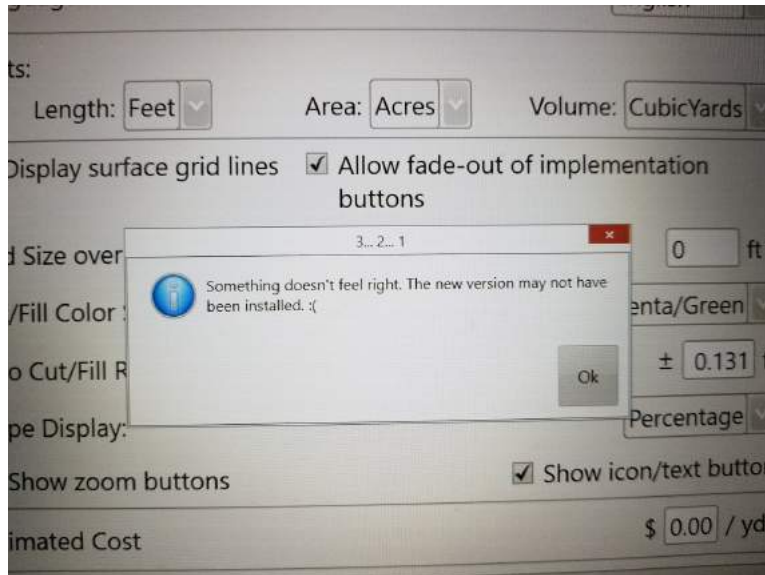 ts:
Length: Feet Area: Acres Volume: CubicYards
Display surface grid lines Allow fade-out of implementation
buttons
3... 2... 1
d Size over 0 ft
Something doesn't feel right. The new version may not have
been installed. :(
/Fill Color enta/Green
Ok
o Cut/Fill R ± 0.131
pe Display: Percentage
Show zoom buttons Show icon/text butto
imated Cost $ 0.00 / yd